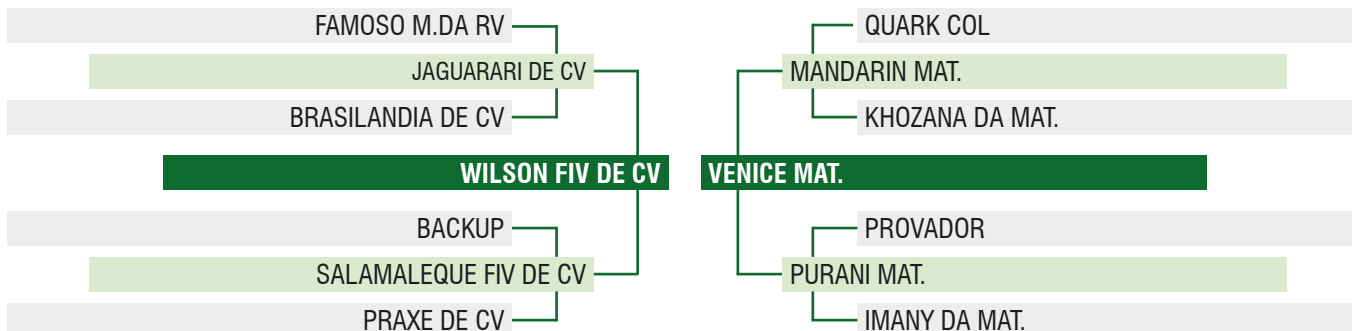 FAMOSO M.DA RV
JAGUARARI DE CV
BRASILANDIA DE CV
WILSON FIV DE CV
BACKUP
SALAMALEQUE FIV DE CV
PRAXE DE CV
QUARK COL
MANDARIN MAT.
KHOZANA DA MAT.
VENICE MAT.
PROVADOR
PURANI MAT.
IMANY DA MAT.